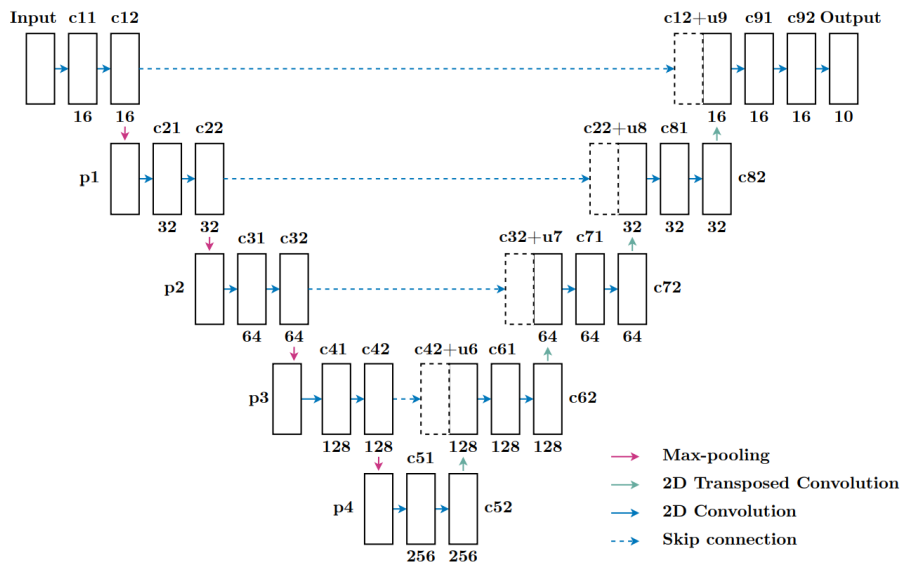 Input c11 c12 c12+u9 c91 c92 Output
16 16 16 16 16 10
c21 c22 c22+u8 c81
p1 c82
32 32 32 32 32
c31 c32 c32+u7 c71
p2 c72
64 64 64 64 64
c41 c42 c42+u6 c61
p3 c62
128 128 128 128 128
c51
p4 c52
256 256
Max-pooling
2D Transposed Convolution
2D Convolution
Skip connection